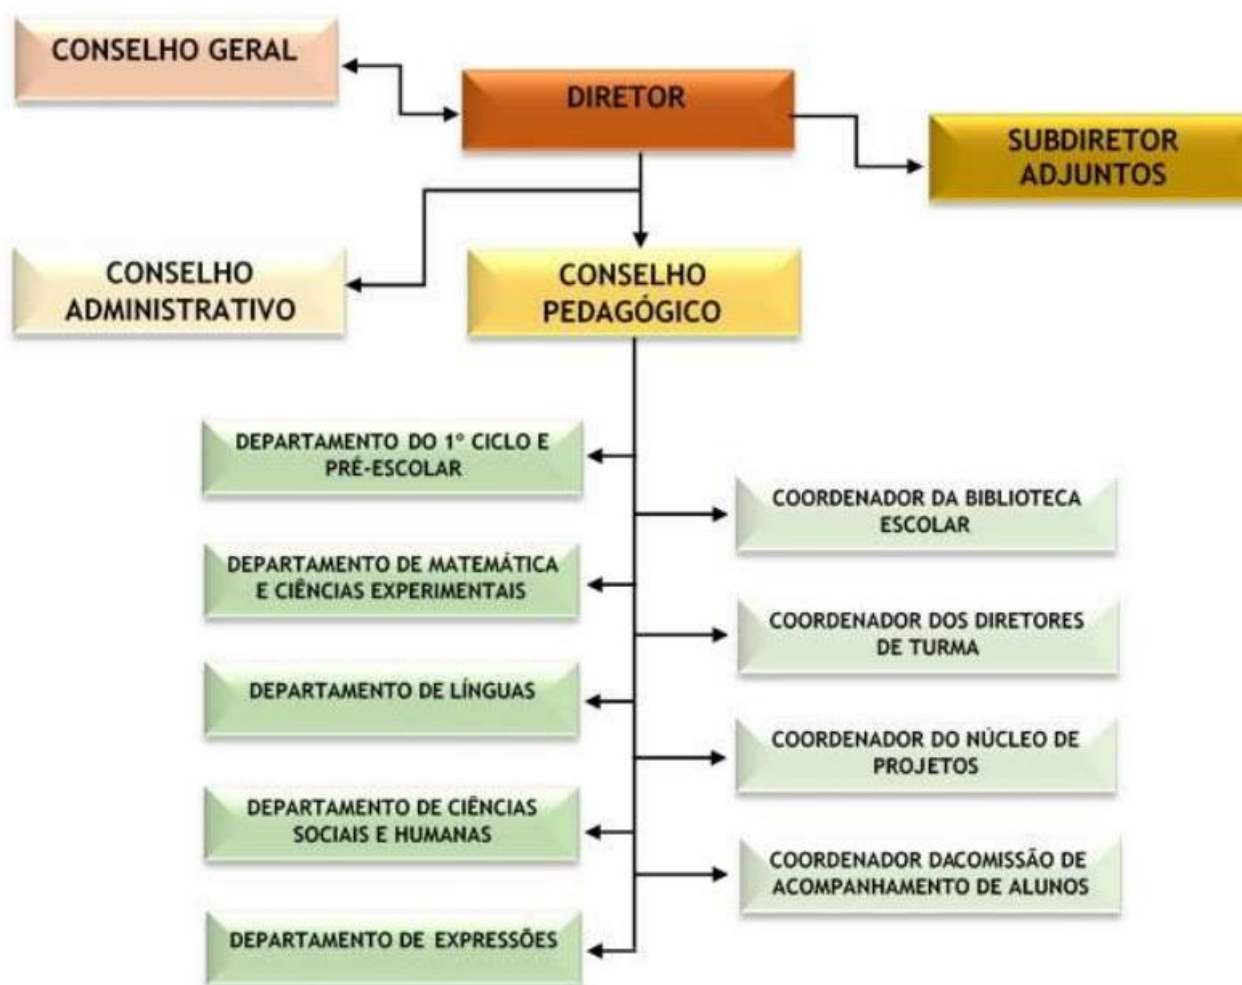 CONSELHO GERAL
DIRETOR
SUBDIRETOR
ADJUNTOS
CONSELHO
ADMINISTRATIVO
CONSELHO
PEDAGÓGICO
DEPARTAMENTO DO 1º CICLO E
PRÉ-ESCOLAR
DEPARTAMENTO DE MATEMÁTICA
E CIÊNCIAS EXPERIMENTAIS
DEPARTAMENTO DE LÍNGUAS
DEPARTAMENTO DE CIÊNCIAS
SOCIAIS E HUMANAS
DEPARTAMENTO DE EXPRESSÕES
COORDENADOR DA BIBLIOTECA
ESCOLAR
COORDENADOR DOS DIRETORES
DE TURMA
COORDENADOR DO NÚCLEO DE
PROJETOS
COORDENADOR DACOMISSÃO DE
ACOMPANHAMENTO DE ALUNOS